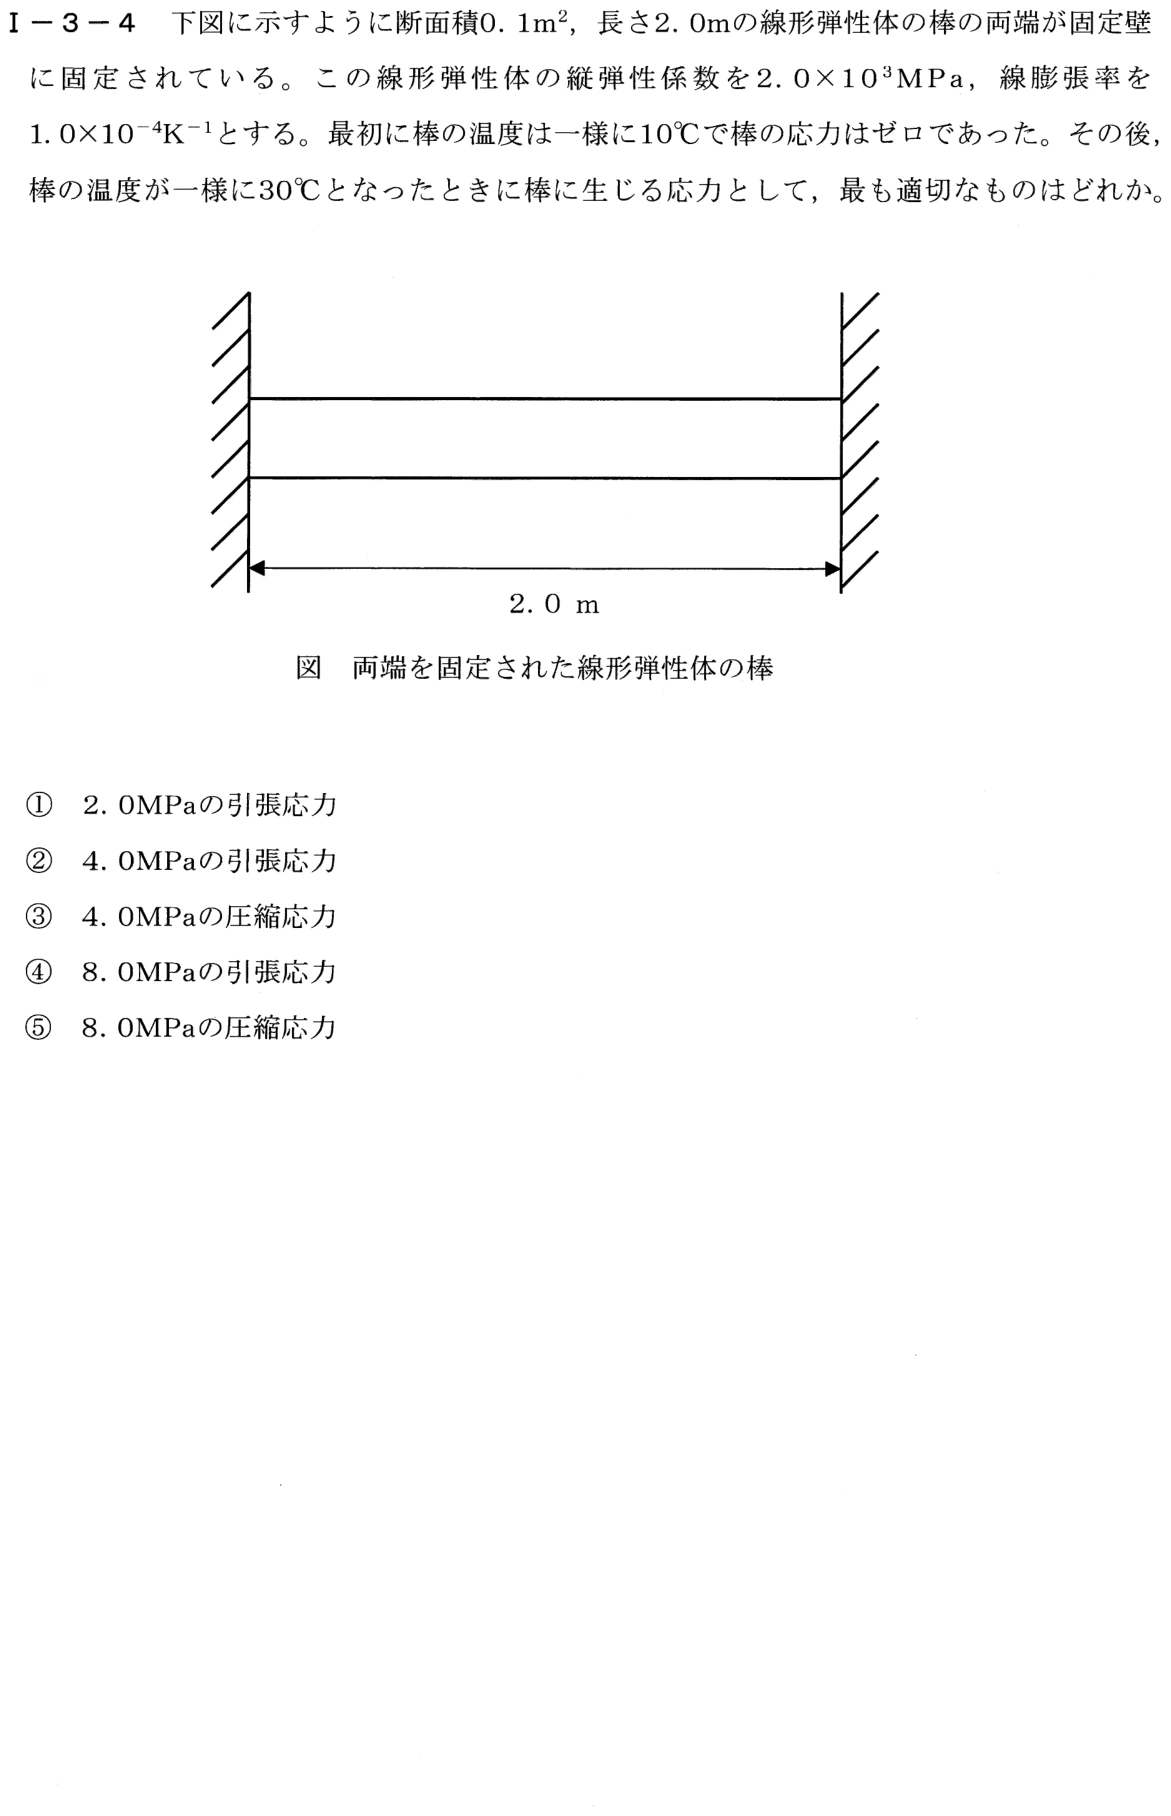 Ⅰ－３－４　下図に示すように断面積0. 1m²，長さ2. 0mの線形弾性体の棒の両端が固定壁
に固定されている。この線形弾性体の縦弾性係数を2. 0×10³MPa，線膨張率を
1. 0×10⁻⁴K⁻¹とする。最初に棒の温度は一様に10℃で棒の応力はゼロであった。その後，
棒の温度が一様に30℃となったときに棒に生じる応力として，最も適切なものはどれか。
2. 0 m
図　両端を固定された線形弾性体の棒
①　2. 0MPaの引張応力
②　4. 0MPaの引張応力
③　4. 0MPaの圧縮応力
④　8. 0MPaの引張応力
⑤　8. 0MPaの圧縮応力